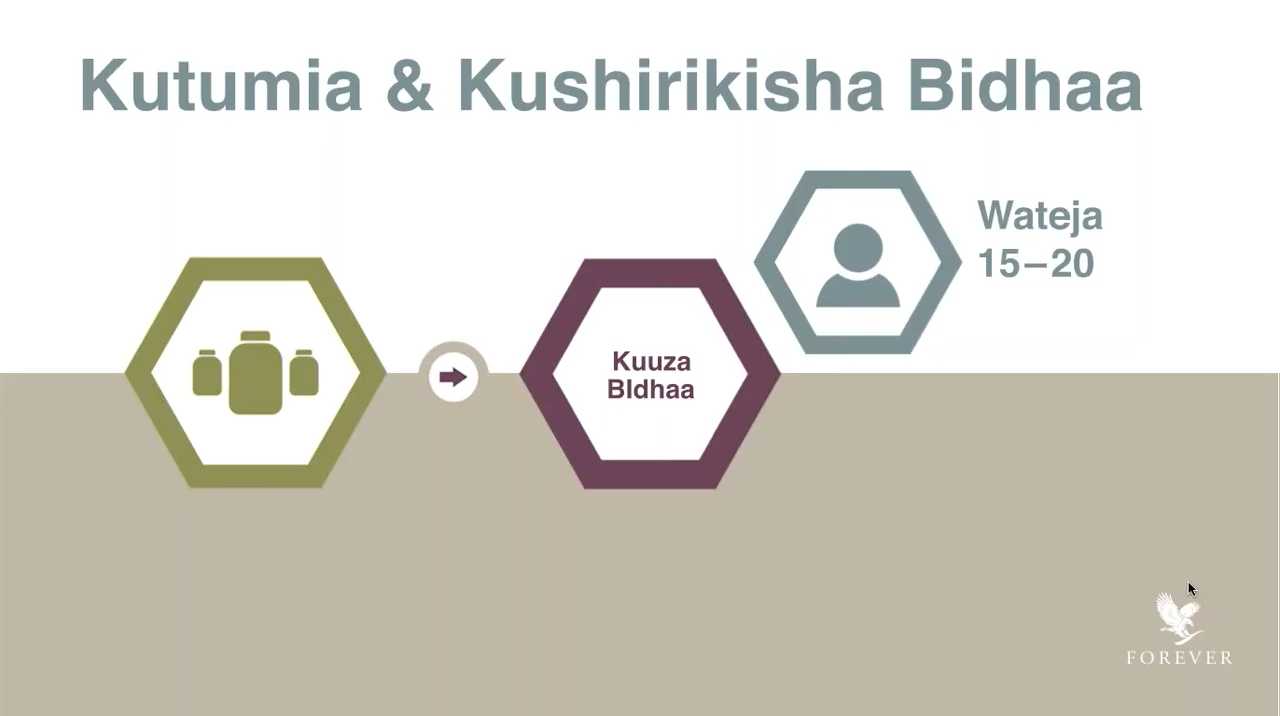 Kutumia & Kushirikisha Bidhaa
Wateja
15–20
Kuuza
BIdhaa
FOREVER